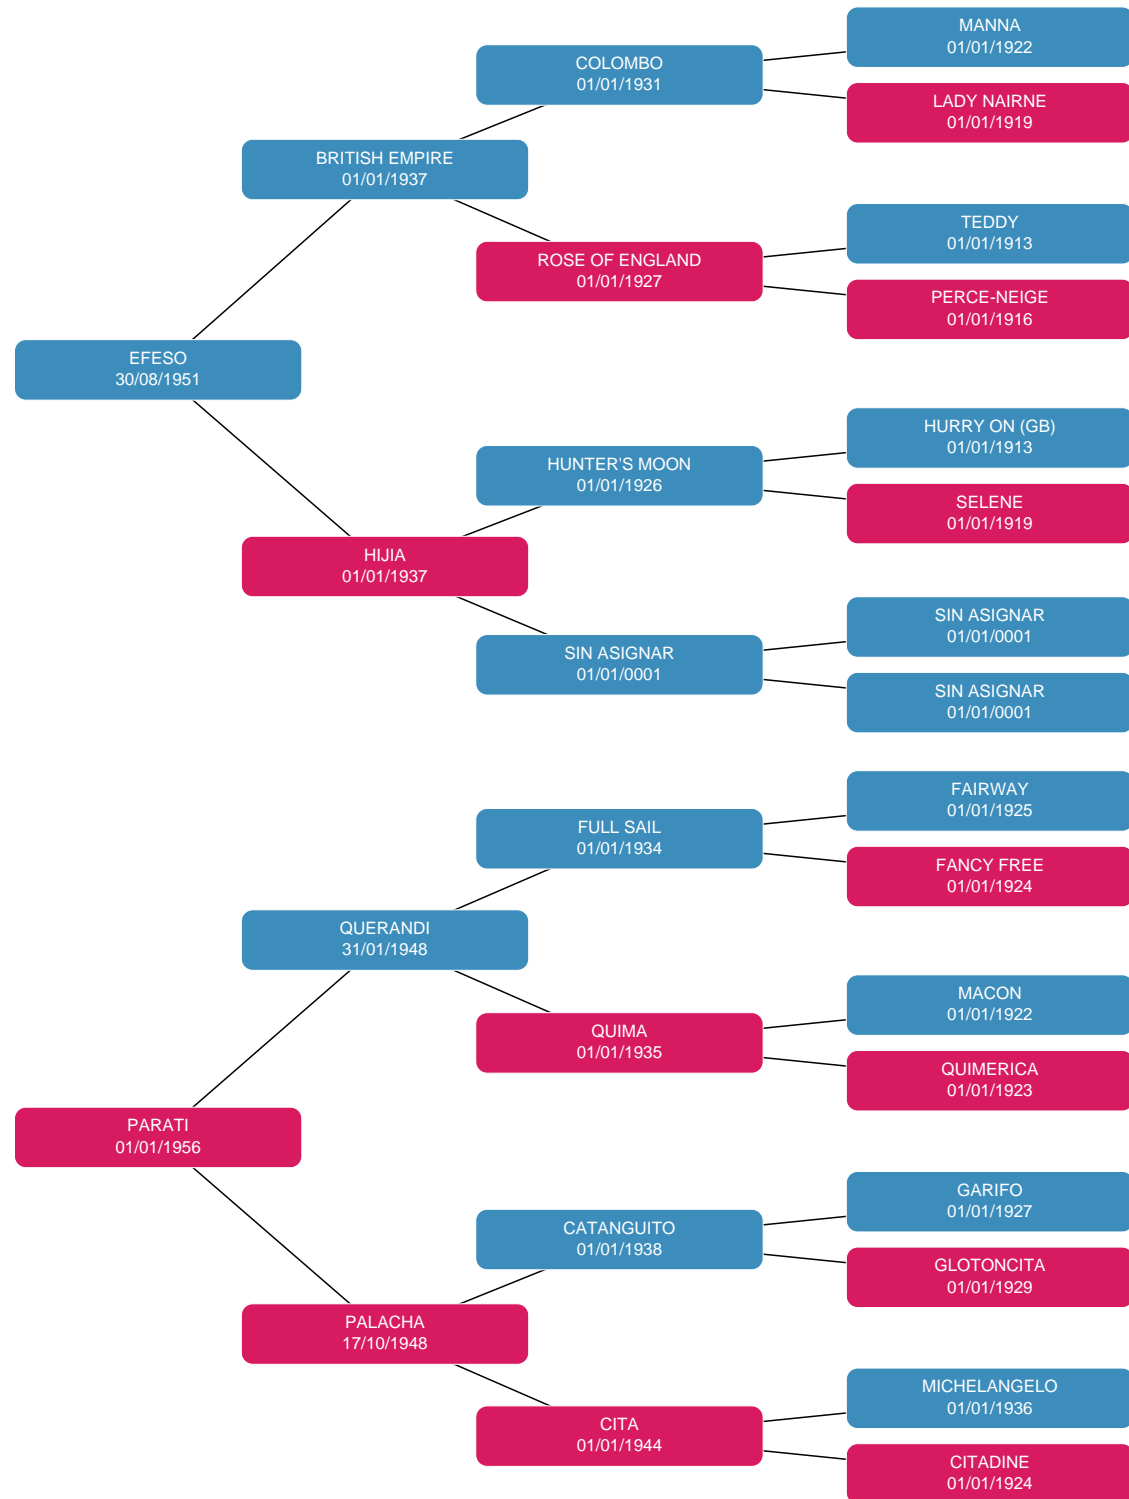 MANNA
01/01/1922
COLOMBO
01/01/1931
LADY NAIRNE
01/01/1919
BRITISH EMPIRE
01/01/1937
TEDDY
01/01/1913
ROSE OF ENGLAND
01/01/1927
PERCE-NEIGE
01/01/1916
EFESO
30/08/1951
HURRY ON (GB)
01/01/1913
HUNTER'S MOON
01/01/1926
SELENE
01/01/1919
HIJIA
01/01/1937
SIN ASIGNAR
01/01/0001
SIN ASIGNAR
01/01/0001
SIN ASIGNAR
01/01/0001
FAIRWAY
01/01/1925
FULL SAIL
01/01/1934
FANCY FREE
01/01/1924
QUERANDI
31/01/1948
MACON
01/01/1922
QUIMA
01/01/1935
QUIMERICA
01/01/1923
PARATI
01/01/1956
GARIFO
01/01/1927
CATANGUITO
01/01/1938
GLOTONCITA
01/01/1929
PALACHA
17/10/1948
MICHELANGELO
01/01/1936
CITA
01/01/1944
CITADINE
01/01/1924